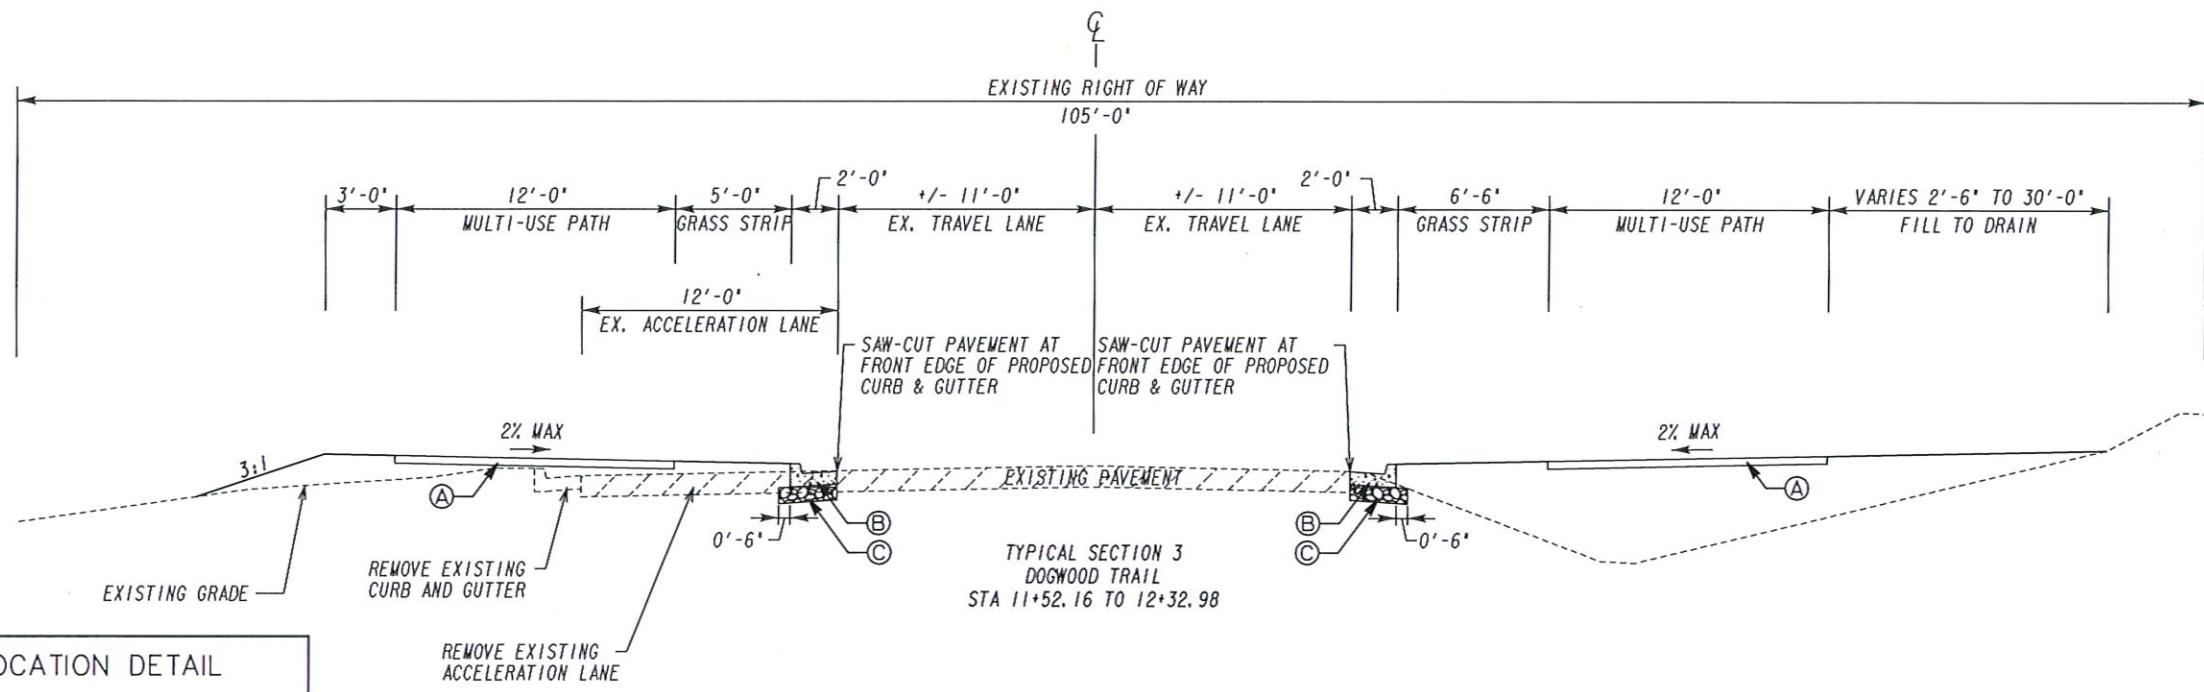 ℄
EXISTING RIGHT OF WAY
105'-0"
3'-0"
12'-0"
MULTI-USE PATH
5'-0"
GRASS STRIP
2'-0"
+/- 11'-0"
EX. TRAVEL LANE
+/- 11'-0"
EX. TRAVEL LANE
2'-0"
6'-6"
GRASS STRIP
12'-0"
MULTI-USE PATH
VARIES 2'-6" TO 30'-0"
FILL TO DRAIN
12'-0"
EX. ACCELERATION LANE
SAW-CUT PAVEMENT AT
FRONT EDGE OF PROPOSED
CURB & GUTTER
SAW-CUT PAVEMENT AT
FRONT EDGE OF PROPOSED
CURB & GUTTER
2% MAX
2% MAX
3:1
EXISTING PAVEMENT
A
A
B
C
B
C
0'-6"
0'-6"
EXISTING GRADE
REMOVE EXISTING
CURB AND GUTTER
REMOVE EXISTING
ACCELERATION LANE
TYPICAL SECTION 3
DOGWOOD TRAIL
STA 11+52.16 TO 12+32.98
OCATION DETAIL